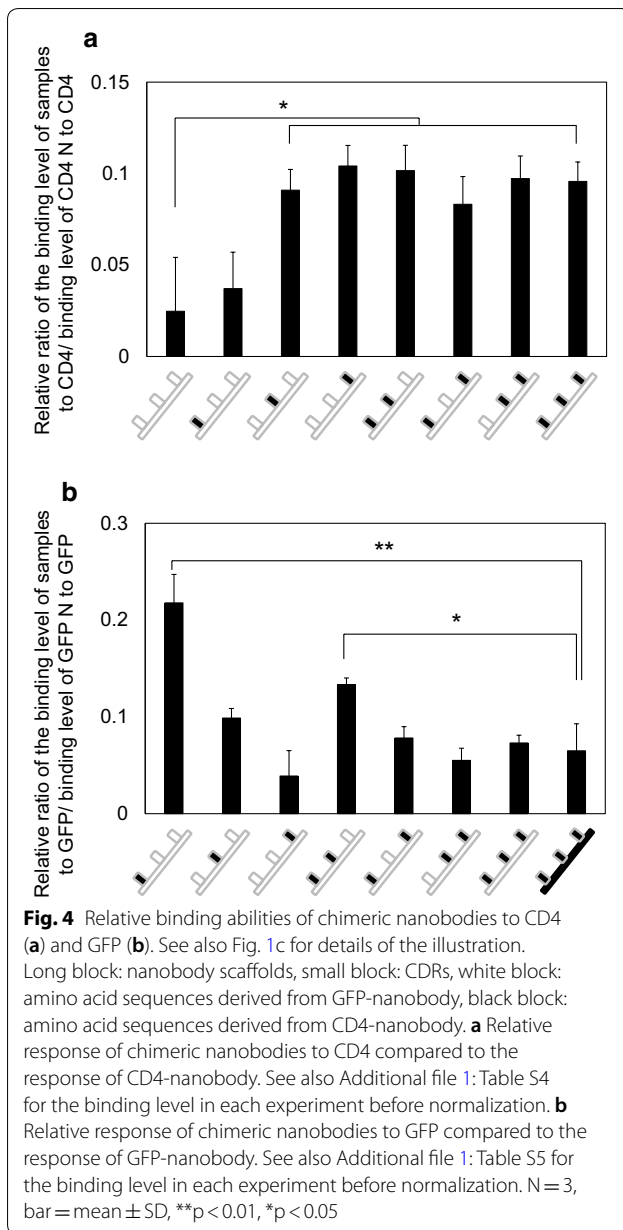 a
Relative ratio of the binding level of samples
to CD4/ binding level of CD4 N to CD4
0.15
0.1
0.05
0
*
b
Relative ratio of the binding level of samples
to GFP/ binding level of GFP N to GFP
0.3
0.2
0.1
0
**
*
Fig. 4 Relative binding abilities of chimeric nanobodies to CD4
(a) and GFP (b). See also Fig. 1c for details of the illustration.
Long block: nanobody scaffolds, small block: CDRs, white block:
amino acid sequences derived from GFP-nanobody, black block:
amino acid sequences derived from CD4-nanobody. a Relative
response of chimeric nanobodies to CD4 compared to the
response of CD4-nanobody. See also Additional file 1: Table S4
for the binding level in each experiment before normalization. b
Relative response of chimeric nanobodies to GFP compared to the
response of GFP-nanobody. See also Additional file 1: Table S5 for
the binding level in each experiment before normalization. N = 3,
bar = mean ± SD, **p < 0.01, *p < 0.05